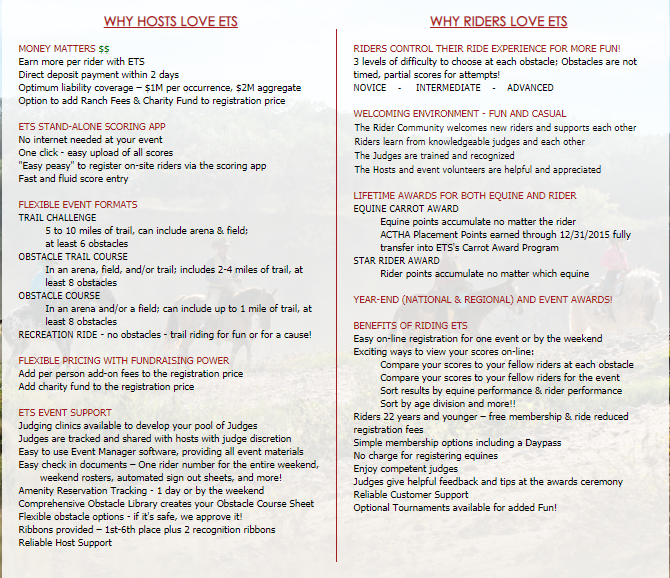 WHY HOSTS LOVE ETS
MONEY MATTERS $$
Earn more per rider with ETS
Direct deposit payment within 2 days
Optimum liability coverage – $1M per occurrence, $2M aggregate
Option to add Ranch Fees & Charity Fund to registration price
ETS STAND-ALONE SCORING APP
No internet needed at your event
One click - easy upload of all scores
"Easy peasy" to register on-site riders via the scoring app
Fast and fluid score entry
FLEXIBLE EVENT FORMATS
TRAIL CHALLENGE
5 to 10 miles of trail, can include arena & field;
at least 6 obstacles
OBSTACLE TRAIL COURSE
In an arena, field, and/or trail; includes 2-4 miles of trail, at
least 8 obstacles
OBSTACLE COURSE
In an arena and/or a field; can include up to 1 mile of trail, at
least 8 obstacles
RECREATION RIDE - no obstacles - trail riding for fun or for a cause!
FLEXIBLE PRICING WITH FUNDRAISING POWER
Add per person add-on fees to the registration price
Add charity fund to the registration price
ETS EVENT SUPPORT
Judging clinics available to develop your pool of Judges
Judges are tracked and shared with hosts with judge discretion
Easy to use Event Manager software, providing all event materials
Easy check in documents – One rider number for the entire weekend,
weekend rosters, automated sign out sheets, and more!
Amenity Reservation Tracking - 1 day or by the weekend
Comprehensive Obstacle Library creates your Obstacle Course Sheet
Flexible obstacle options - if it's safe, we approve it!
Ribbons provided – 1st-6th place plus 2 recognition ribbons
Reliable Host Support
WHY RIDERS LOVE ETS
RIDERS CONTROL THEIR RIDE EXPERIENCE FOR MORE FUN!
3 levels of difficulty to choose at each obstacle; Obstacles are not
timed, partial scores for attempts!
NOVICE - INTERMEDIATE - ADVANCED
WELCOMING ENVIRONMENT - FUN AND CASUAL
The Rider Community welcomes new riders and supports each other
Riders learn from knowledgeable judges and each other
The Judges are trained and recognized
The Hosts and event volunteers are helpful and appreciated
LIFETIME AWARDS FOR BOTH EQUINE AND RIDER
EQUINE CARROT AWARD
Equine points accumulate no matter the rider
ACTHA Placement Points earned through 12/31/2015 fully
transfer into ETS's Carrot Award Program
STAR RIDER AWARD
Rider points accumulate no matter which equine
YEAR-END (NATIONAL & REGIONAL) AND EVENT AWARDS!
BENEFITS OF RIDING ETS
Easy on-line registration for one event or by the weekend
Exciting ways to view your scores on-line:
Compare your scores to your fellow riders at each obstacle
Compare your scores to your fellow riders for the event
Sort results by equine performance & rider performance
Sort by age division and more!!
Riders 22 years and younger – free membership & ride reduced
registration fees
Simple membership options including a Daypass
No charge for registering equines
Enjoy competent judges
Judges give helpful feedback and tips at the awards ceremony
Reliable Customer Support
Optional Tournaments available for added Fun!